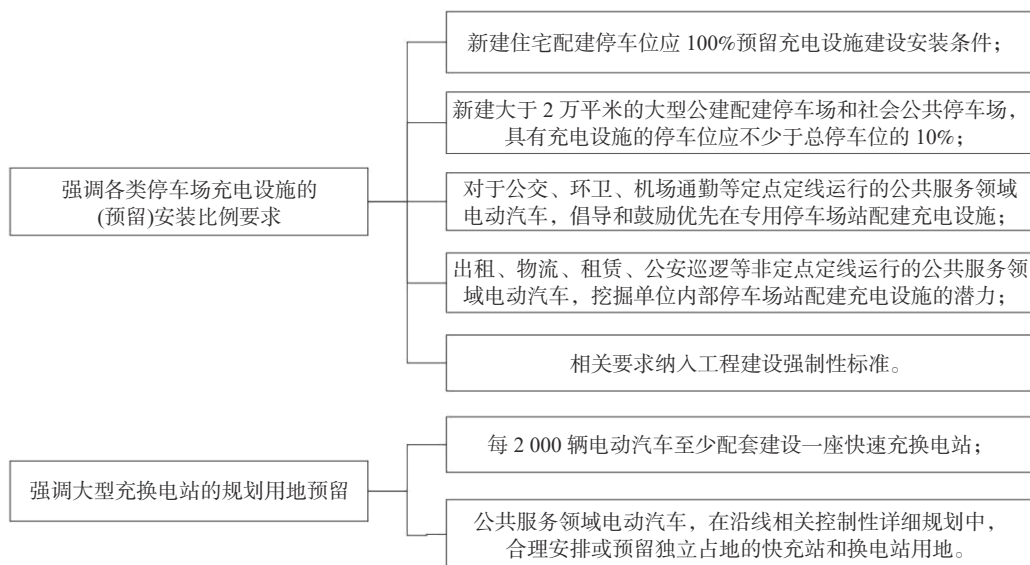 新建住宅配建停车位应 100%预留充电设施建设安装条件；
新建大于 2 万平米的大型公建配建停车场和社会公共停车场，
具有充电设施的停车位应不少于总停车位的 10%；
强调各类停车场充电设施的
(预留)安装比例要求
对于公交、环卫、机场通勤等定点定线运行的公共服务领域
电动汽车，倡导和鼓励优先在专用停车场站配建充电设施；
出租、物流、租赁、公安巡逻等非定点定线运行的公共服务领
域电动汽车，挖掘单位内部停车场站配建充电设施的潜力；
相关要求纳入工程建设强制性标准。
每 2 000 辆电动汽车至少配套建设一座快速充换电站；
强调大型充换电站的规划用地预留
公共服务领域电动汽车，在沿线相关控制性详细规划中，
合理安排或预留独立占地的快充站和换电站用地。